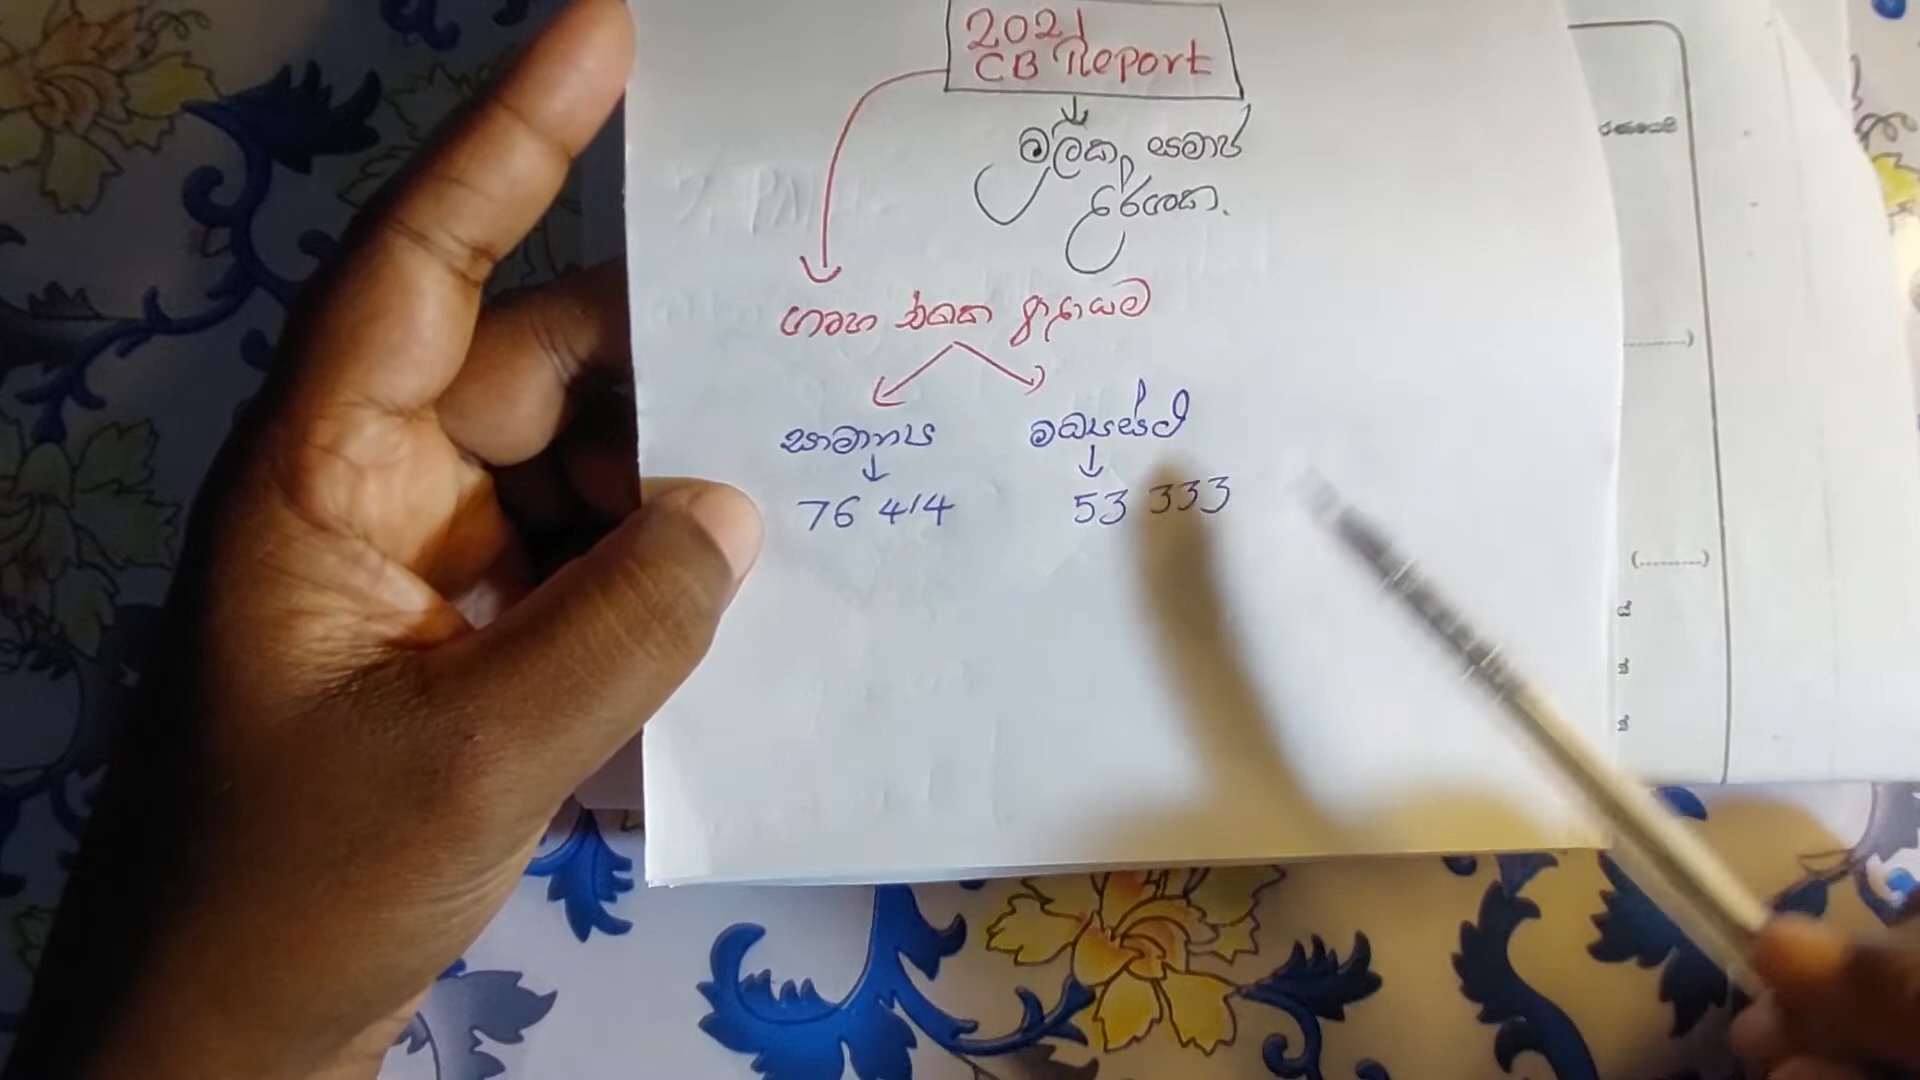 2021
CB Report
මූලික සමාජ
දර්ශක.
ගෘහ ඒකක ආදායම
සාමාන්‍ය
මධ්‍යස්ථ
76 414
53 333
(..........)